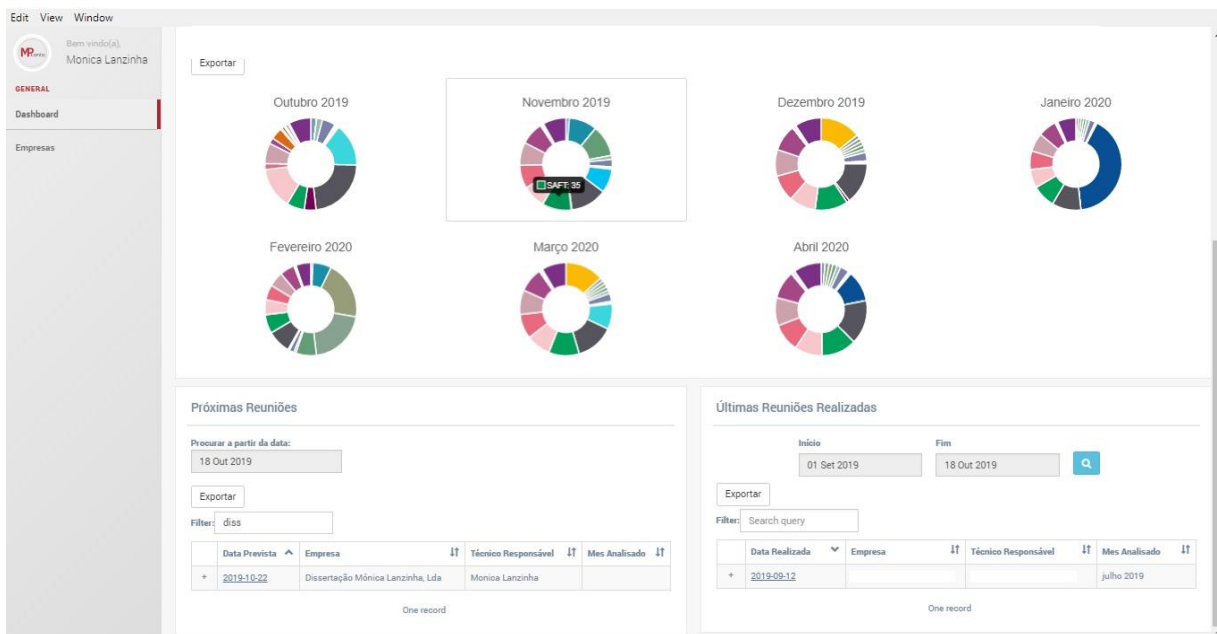 Edit View Window
MP
Bem vindo(a),
Monica Lanzinha
GENERAL
Dashboard
Empresas
Exportar
Outubro 2019
Novembro 2019
Dezembro 2019
Janeiro 2020
SAFT: 35
Fevereiro 2020
Março 2020
Abril 2020
Próximas Reuniões
Procurar a partir da data:
18 Out 2019
Exportar
Filter: diss
Data Prevista Empresa Técnico Responsável Mes Analisado
+ 2019-10-22 Dissertação Mónica Lanzinha, Lda Monica Lanzinha
One record
Últimas Reuniões Realizadas
Início Fim
01 Set 2019 18 Out 2019
Exportar
Filter: Search query
Data Realizada Empresa Técnico Responsável Mes Analisado
+ 2019-09-12 julho 2019
One record